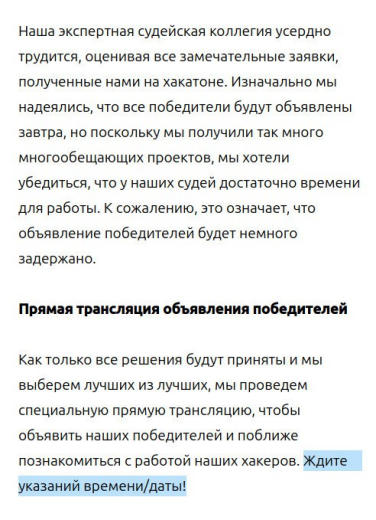 Наша экспертная судейская коллегия усердно
трудится, оценивая все замечательные заявки,
полученные нами на хакатоне. Изначально мы
надеялись, что все победители будут объявлены
завтра, но поскольку мы получили так много
многообещающих проектов, мы хотели
убедиться, что у наших судей достаточно времени
для работы. К сожалению, это означает, что
объявление победителей будет немного
задержано.
Прямая трансляция объявления победителей
Как только все решения будут приняты и мы
выберем лучших из лучших, мы проведем
специальную прямую трансляцию, чтобы
объявить наших победителей и поближе
познакомиться с работой наших хакеров. Ждите
указаний времени/даты!